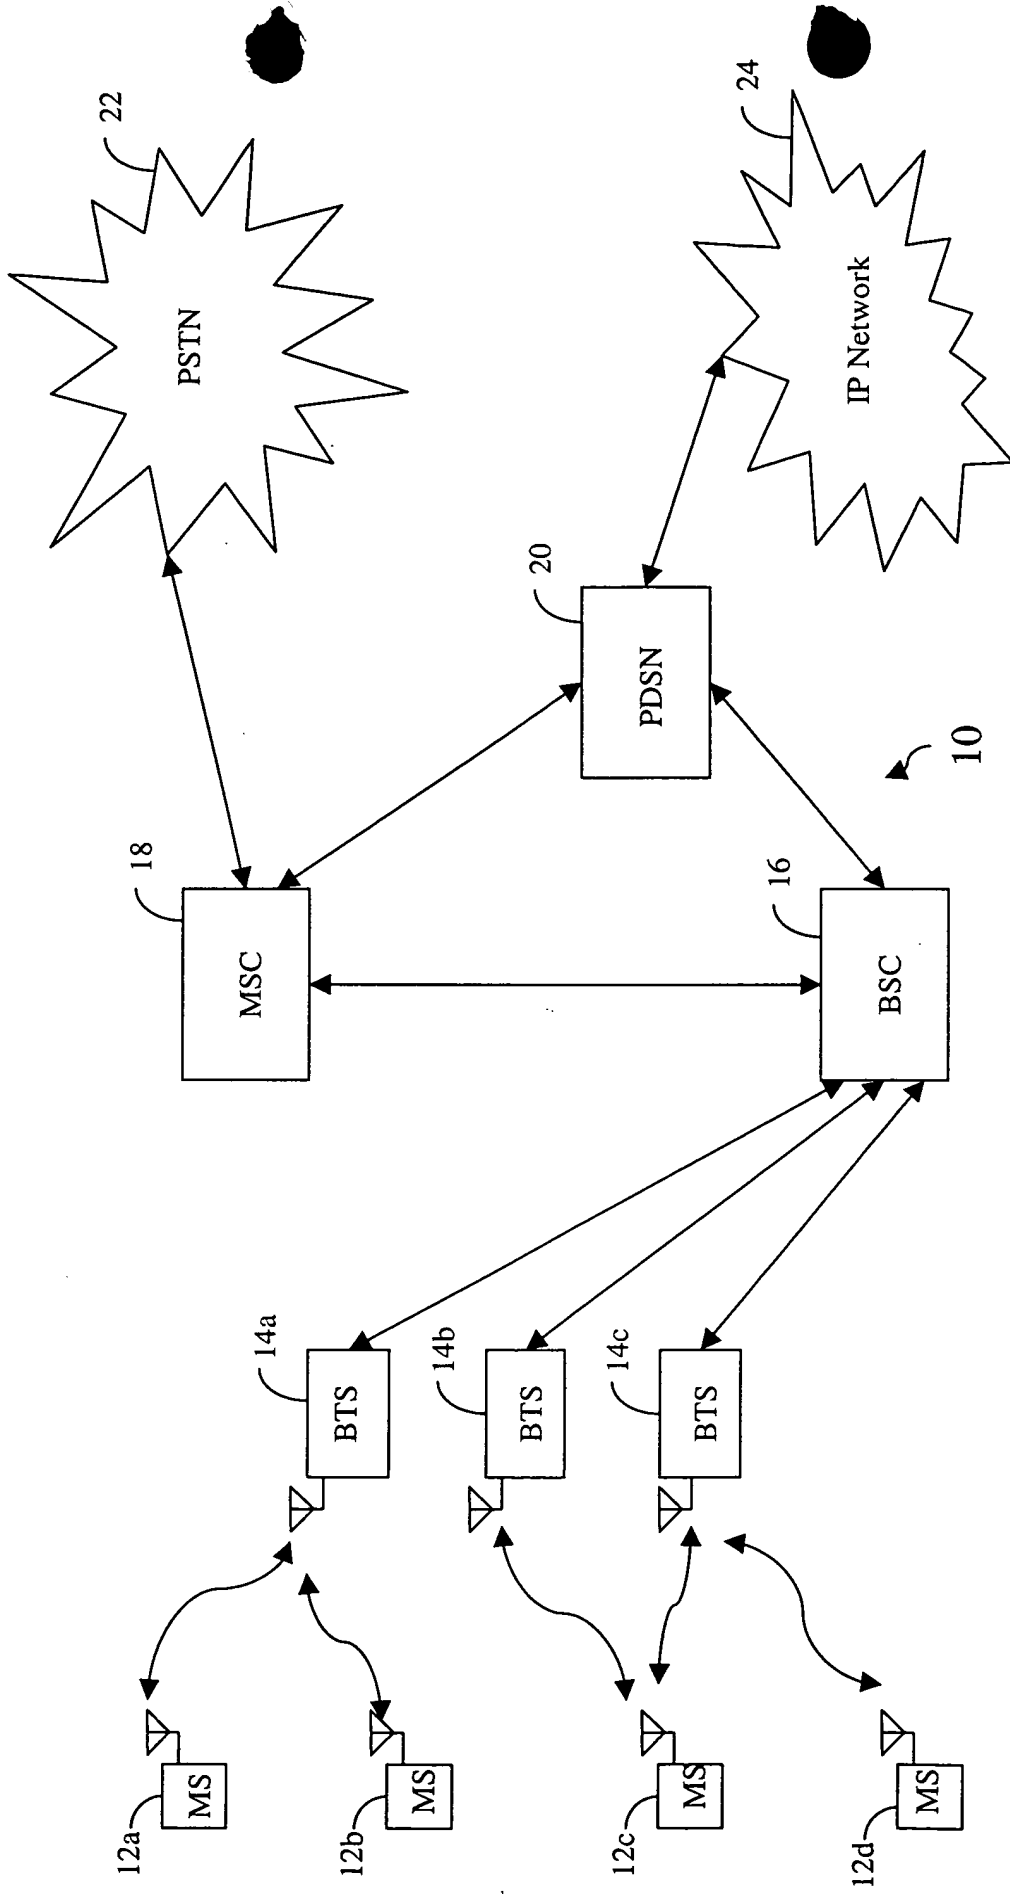 12a
MS
12b
MS
12c
MS
12d
MS
14a
BTS
14b
BTS
14c
BTS
18
MSC
16
BSC
20
PDSN
22
PSTN
24
IP Network
10